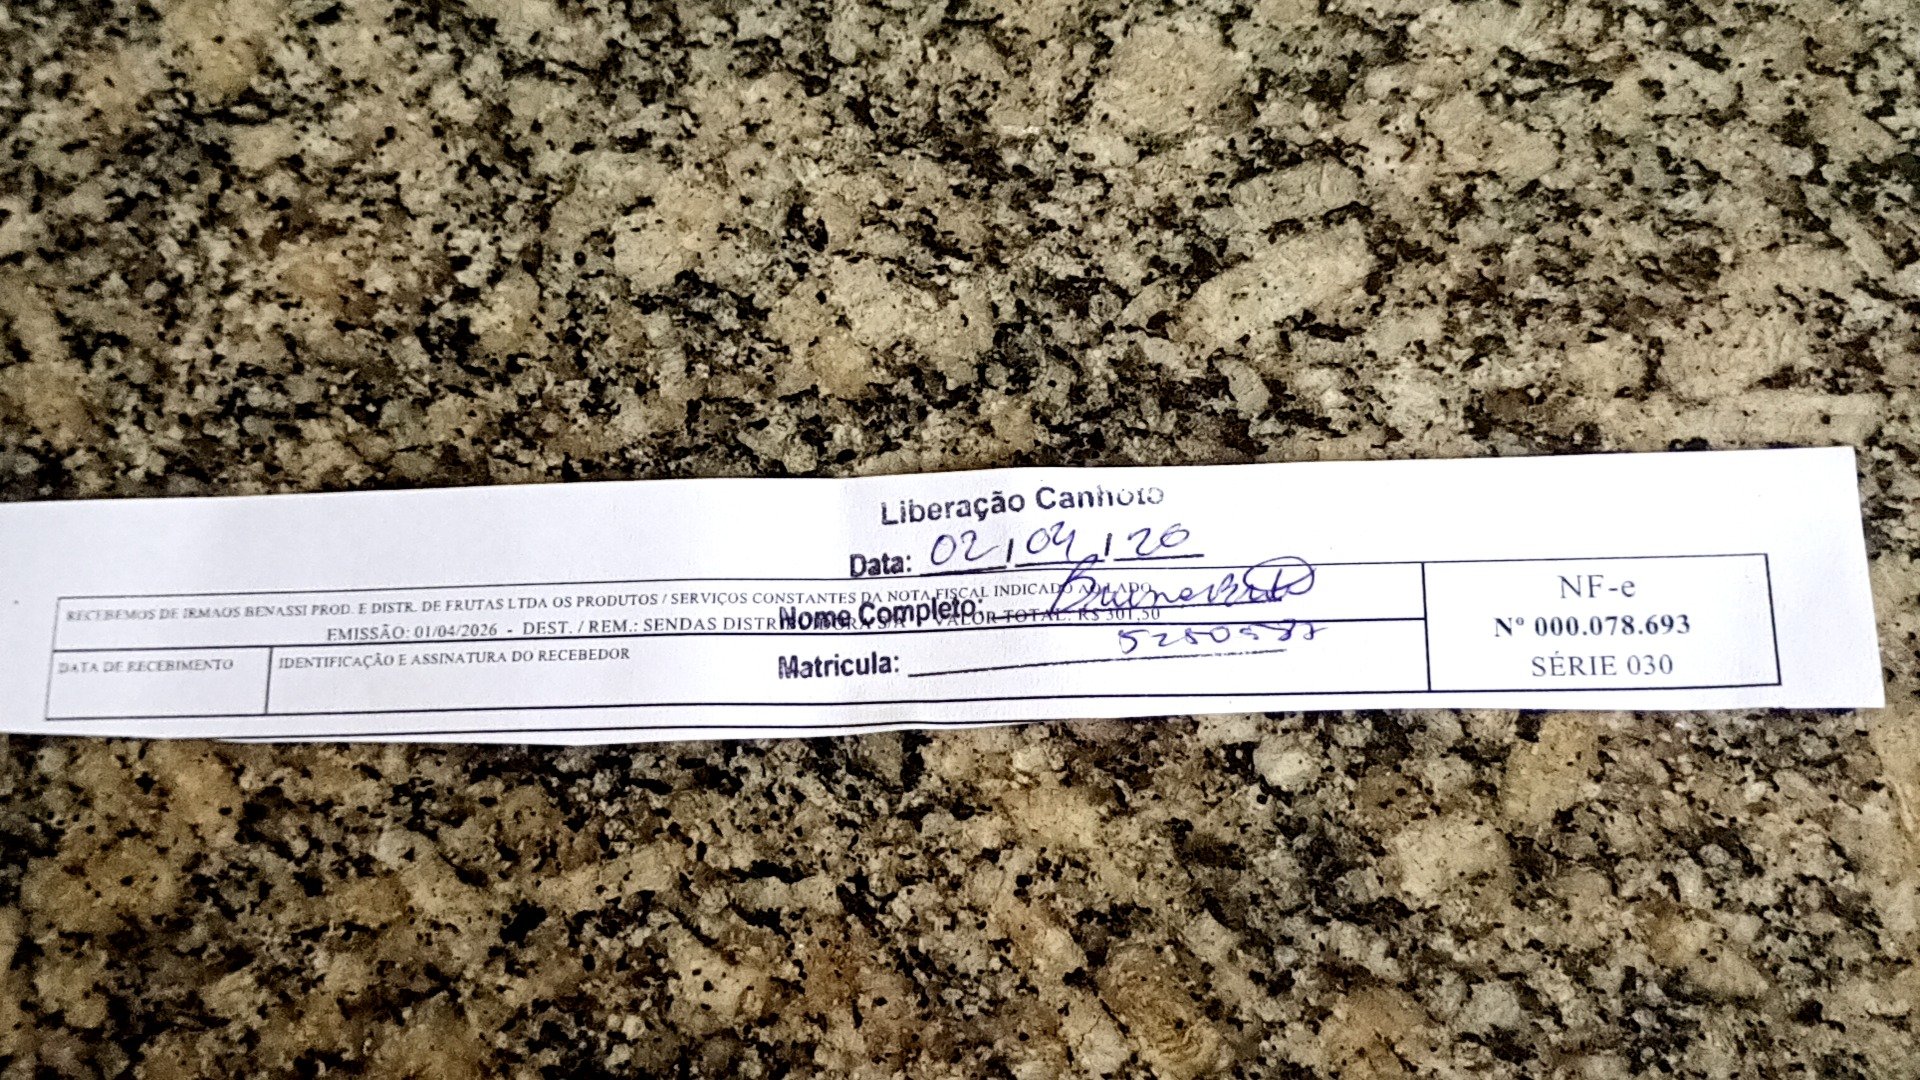 Liberação Canhoto
Data: 02/04/26
RECEBEMOS DE IRMAOS BENASSI PROD. E DISTR. DE FRUTAS LTDA OS PRODUTOS / SERVIÇOS CONSTANTES DA NOTA FISCAL INDICADO AO LADO
Nome Completo:
EMISSÃO: 01/04/2026 - DEST. / REM.: SENDAS DISTRIBUIDORA S/A VALOR TOTAL: R$ 301,50
DATA DE RECEBIMENTO
IDENTIFICAÇÃO E ASSINATURA DO RECEBEDOR
Matricula:
NF-e
Nº 000.078.693
SÉRIE 030